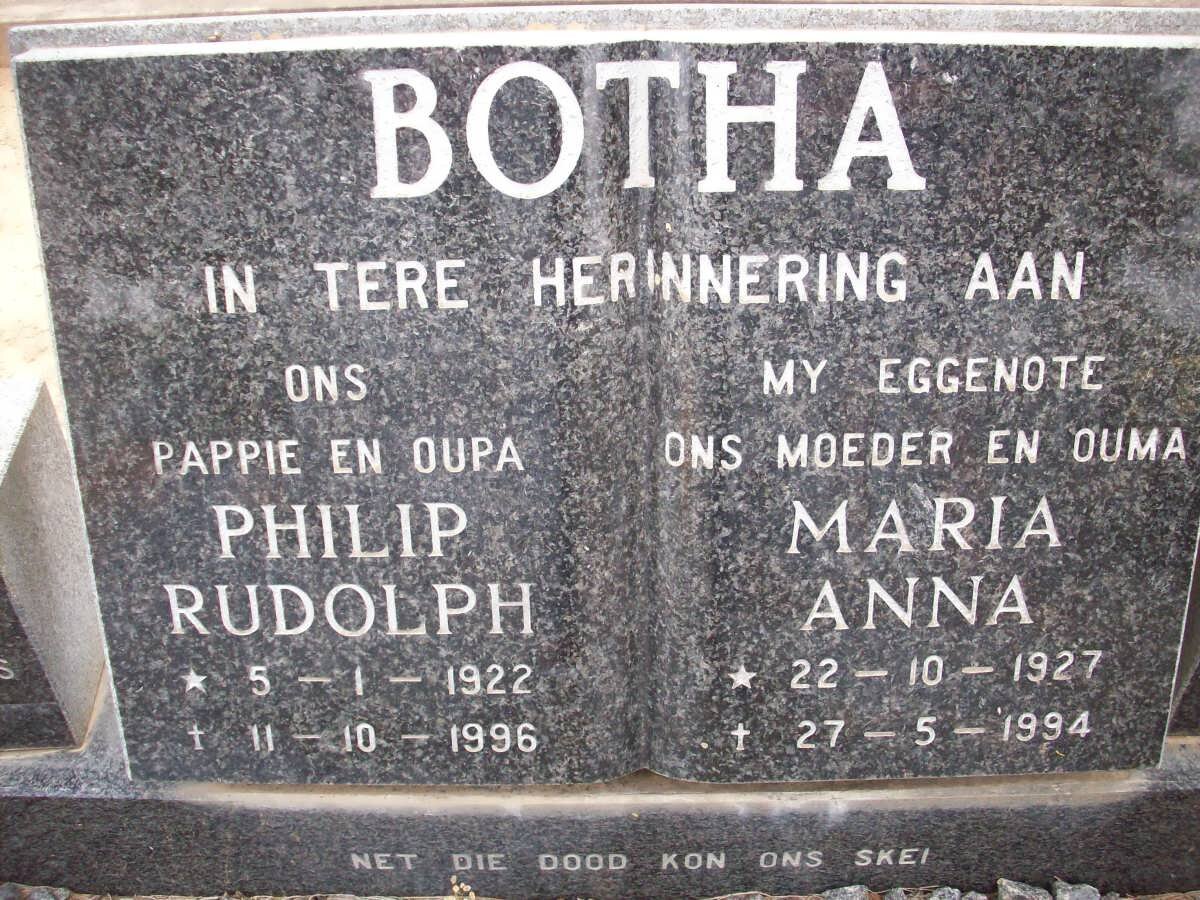 BOTHA
IN TERE HERINNERING AAN
ONS
PAPPIE EN OUPA
PHILIP
RUDOLPH
★ 5 – 1 – 1922
† 11 – 10 – 1996
MY EGGENOTE
ONS MOEDER EN OUMA
MARIA
ANNA
★ 22 – 10 – 1927
† 27 – 5 – 1994
NET DIE DOOD KON ONS SKEI